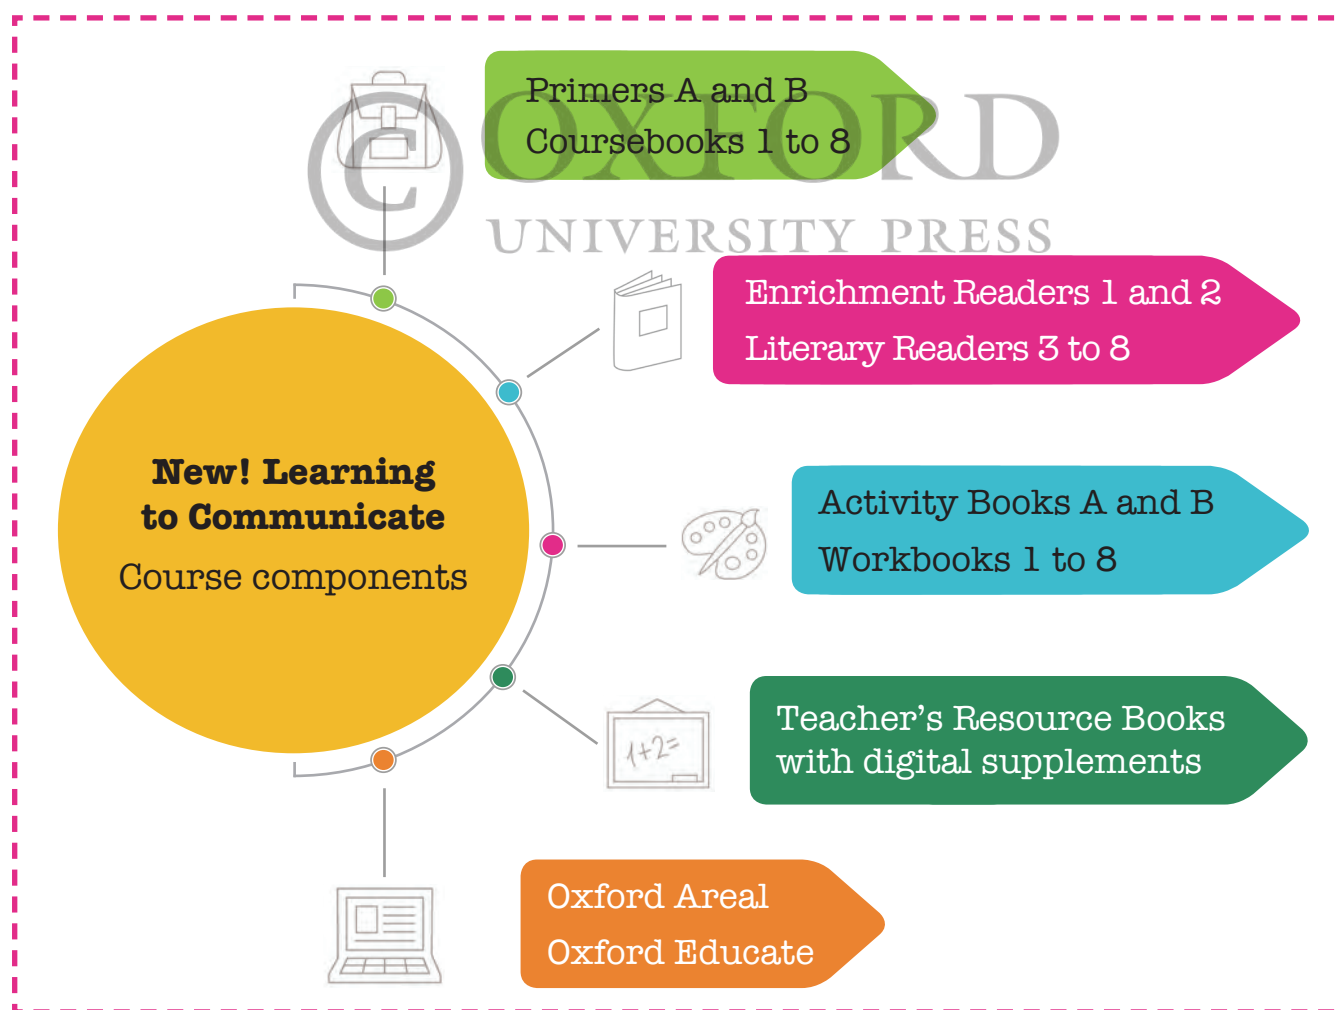 Primers A and B
Coursebooks 1 to 8
© OXFORD
UNIVERSITY PRESS
Enrichment Readers 1 and 2
Literary Readers 3 to 8
New! Learning
to Communicate
Course components
Activity Books A and B
Workbooks 1 to 8
Teacher’s Resource Books
with digital supplements
1+2=
Oxford Areal
Oxford Educate